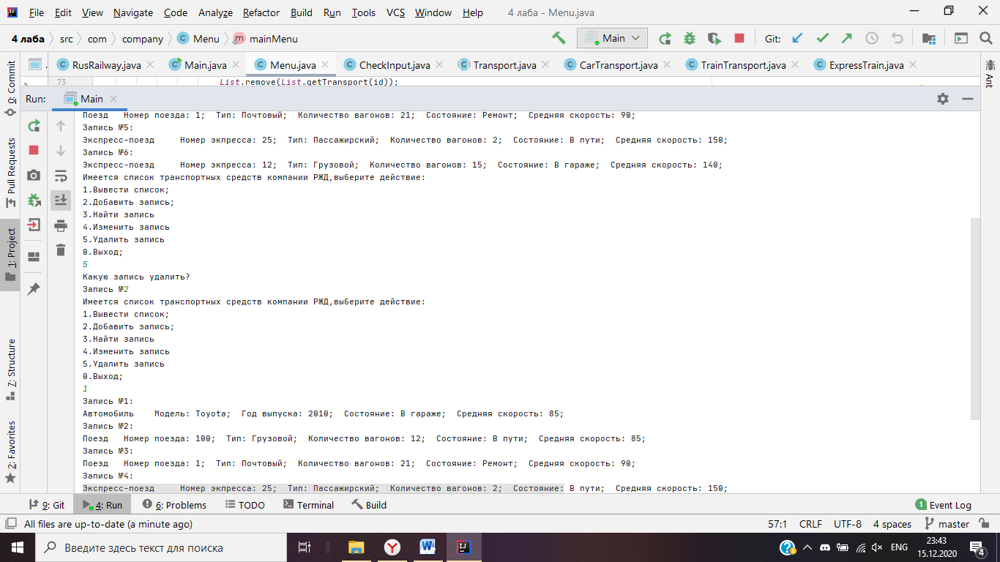 File Edit View Navigate Code Analyze Refactor Build Run Tools VCS Window Help 4 лаба - Menu.java
4 лаба src com company Menu mainMenu Main Git:
RusRailway.java Main.java Menu.java CheckInput.java Transport.java CarTransport.java TrainTransport.java ExpressTrain.java
73 List.remove(List.getTransport(id));
Run: Main
0: Commit
Pull Requests
1: Project
7: Structure
2: Favorites
Ant
Поезд Номер поезда: 1; Тип: Почтовый; Количество вагонов: 21; Состояние: Ремонт; Средняя скорость: 90;
Запись №5:
Экспресс-поезд Номер экпресса: 25; Тип: Пассажирский; Количество вагонов: 2; Состояние: В пути; Средняя скорость: 150;
Запись №6:
Экспресс-поезд Номер экпресса: 12; Тип: Грузовой; Количество вагонов: 15; Состояние: В гараже; Средняя скорость: 140;
Имеется список транспортных средств компании РЖД,выберите действие:
1.Вывести список;
2.Добавить запись;
3.Найти запись
4.Изменить запись
5.Удалить запись
0.Выход;
5
Какую запись удалить?
Запись №2
Имеется список транспортных средств компании РЖД,выберите действие:
1.Вывести список;
2.Добавить запись;
3.Найти запись
4.Изменить запись
5.Удалить запись
0.Выход;
1
Запись №1:
Автомобиль Модель: Toyota; Год выпуска: 2010; Состояние: В гараже; Средняя скорость: 85;
Запись №2:
Поезд Номер поезда: 100; Тип: Грузовой; Количество вагонов: 12; Состояние: В пути; Средняя скорость: 85;
Запись №3:
Поезд Номер поезда: 1; Тип: Почтовый; Количество вагонов: 21; Состояние: Ремонт; Средняя скорость: 90;
Запись №4:
Экспресс-поезд Номер экпресса: 25; Тип: Пассажирский; Количество вагонов: 2; Состояние: В пути; Средняя скорость: 150;
9: Git 4: Run 6: Problems TODO Terminal Build 1 Event Log
All files are up-to-date (a minute ago) 57:1 CRLF UTF-8 4 spaces master
Введите здесь текст для поиска ENG 23:43
15.12.2020 4